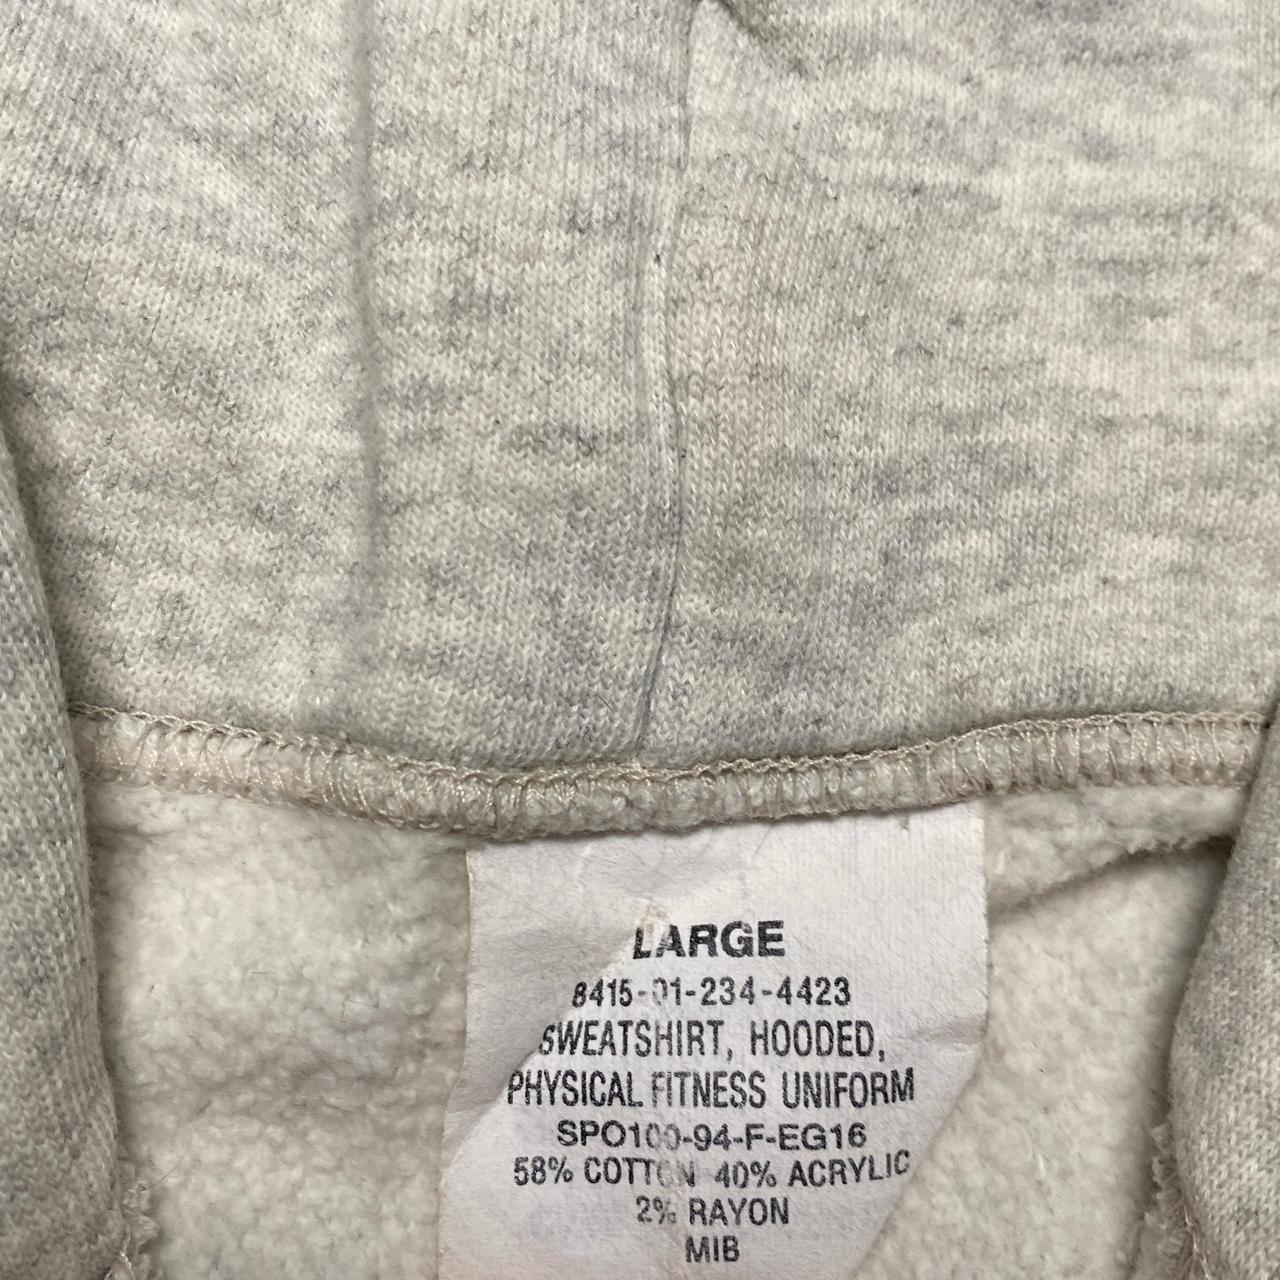 LARGE
8415-01-234-4423
SWEATSHIRT, HOODED,
PHYSICAL FITNESS UNIFORM
SPO100-94-F-EG16
58% COTTON 40% ACRYLIC
2% RAYON
MIB